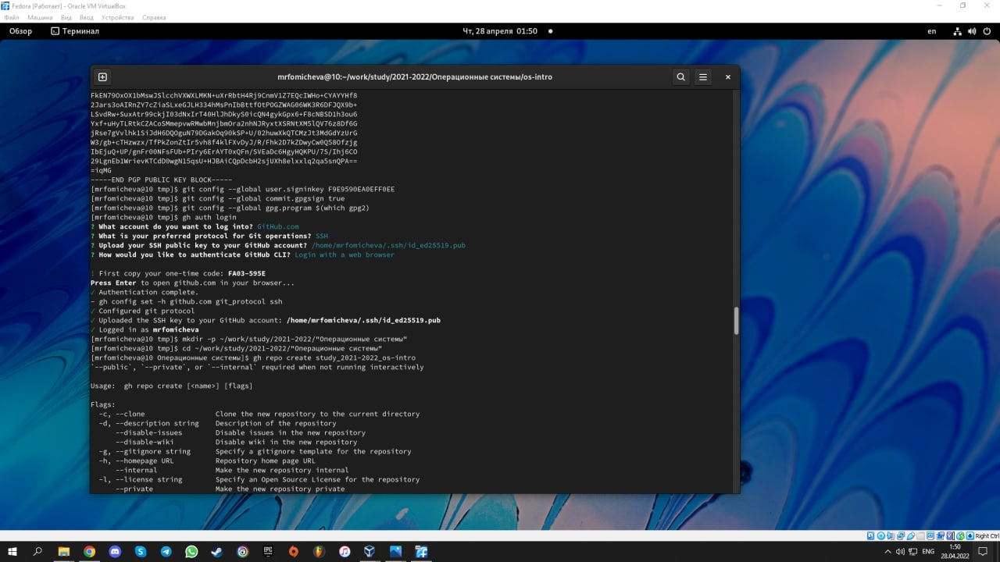 Fedora [Работает] - Oracle VM VirtualBox
Файл Машина Вид Ввод Устройства Справка
Обзор Терминал Чт, 28 апреля 01:50 en
mrfomicheva@10:~/work/study/2021-2022/Операционные системы/os-intro
FkEN79OxOX1bMswJSlcchVXWXLMKN+uXrRbtH4Rj9CnmV1Z7EQcIWHo+CYAYYHf8
2Jars3oAIRnZY7cZiaSLxeGJLH334hMsPnIbBttfOtPOGZWAG06WK3R6DFJQX9b+
LSvdRw+SuxAtr99ckjI03dNxIrT40HlJhDkyS0icQN4gykGpx6+F8cNBSD1h3ou6
Yxf+uHyTLRtkCZACoSMmepvwRMwbMnjbmOra2nhNJRyxtXSRNtXM5lQV76z8Df6G
jRse7gVvlhk1SiJdH6DQOguN79DGakOq90kSP+U/02huwXkQTCMzJt3MdGdYzUrG
W3/gb+cTHzwzx/TfPkZonZtIr5vh8f4klFXvDyJ/R/Fhk2D7kZDWyCw0Q58Ofzjg
IbEjuQ+UP/gnFr00NFsFUb+PIry6ErAYT0xQFn/SVEaDc6HgyHQKPU/7S/Ihj6CO
29LgnEb1WrievKTCdD0wgN15qsU+HJBAiCQpDcbH2sjUXh8elxxlq2qa5snQPA==
=iqMG
-----END PGP PUBLIC KEY BLOCK-----
[mrfomicheva@10 tmp]$ git config --global user.signinkey F9E9590EA0EFF0EE
[mrfomicheva@10 tmp]$ git config --global commit.gpgsign true
[mrfomicheva@10 tmp]$ git config --global gpg.program $(which gpg2)
[mrfomicheva@10 tmp]$ gh auth login
? What account do you want to log into? GitHub.com
? What is your preferred protocol for Git operations? SSH
? Upload your SSH public key to your GitHub account? /home/mrfomicheva/.ssh/id_ed25519.pub
? How would you like to authenticate GitHub CLI? Login with a web browser
! First copy your one-time code: FA03-595E
Press Enter to open github.com in your browser...
✓ Authentication complete.
- gh config set -h github.com git_protocol ssh
✓ Configured git protocol
✓ Uploaded the SSH key to your GitHub account: /home/mrfomicheva/.ssh/id_ed25519.pub
✓ Logged in as mrfomicheva
[mrfomicheva@10 tmp]$ mkdir -p ~/work/study/2021-2022/"Операционные системы"
[mrfomicheva@10 tmp]$ cd ~/work/study/2021-2022/"Операционные системы"
[mrfomicheva@10 Операционные системы]$ gh repo create study_2021-2022_os-intro
`--public`, `--private`, or `--internal` required when not running interactively
Usage:  gh repo create [<name>] [flags]
Flags:
-c, --clone Clone the new repository to the current directory
-d, --description string Description of the repository
--disable-issues Disable issues in the new repository
--disable-wiki Disable wiki in the new repository
-g, --gitignore string Specify a gitignore template for the repository
-h, --homepage URL Repository home page URL
--internal Make the new repository internal
-l, --license string Specify an Open Source License for the repository
--private Make the new repository private
Right Ctrl
EPIC
ENG
1:50
28.04.2022